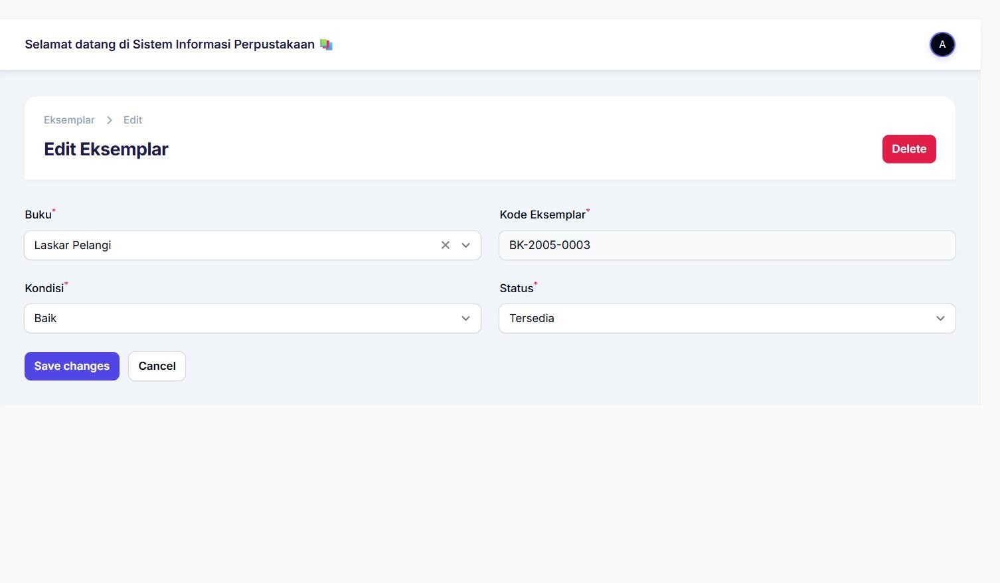 Selamat datang di Sistem Informasi Perpustakaan
A
Eksemplar > Edit
Edit Eksemplar
Delete
Buku*
Kode Eksemplar*
Laskar Pelangi
BK-2005-0003
Kondisi*
Status*
Baik
Tersedia
Save changes
Cancel